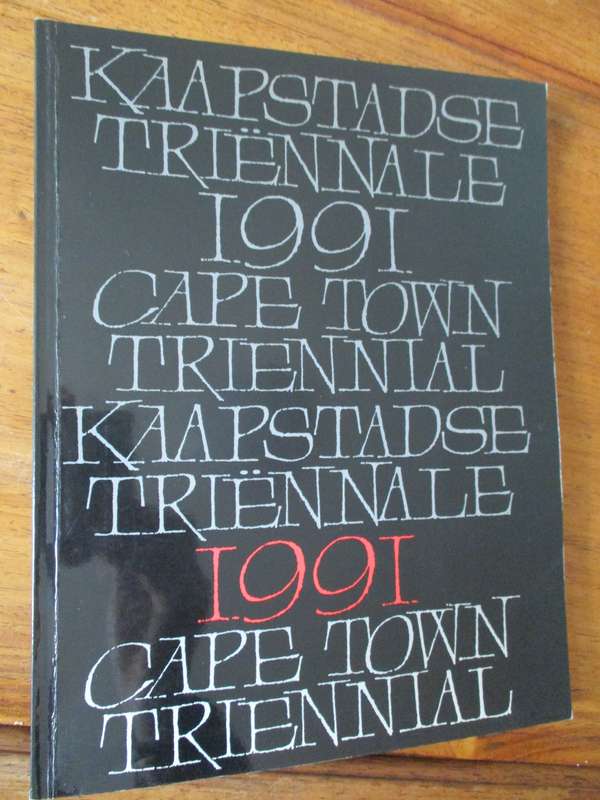 KAAPSTADSE
TRIËNNALE
1991
CAPE TOWN
TRIENNIAL
KAAPSTADSE
TRIËNNALE
1991
CAPE TOWN
TRIENNIAL